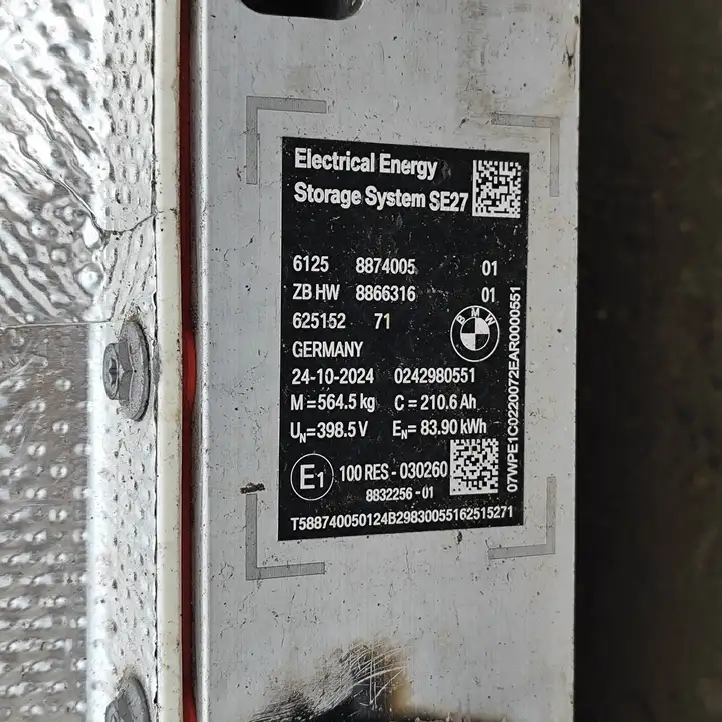 Electrical Energy
Storage System SE27
6125 8874005 01
ZB HW 8866316 01
625152 71
BMW
GERMANY
24-10-2024 0242980551
M=564.5 kg C=210.6 Ah
UN=398.5 V EN=83.90 kWh
E1 100 RES-030260
8832256-01
T588740050124B29830055162515271
07WPE1C0220072EAR0000551